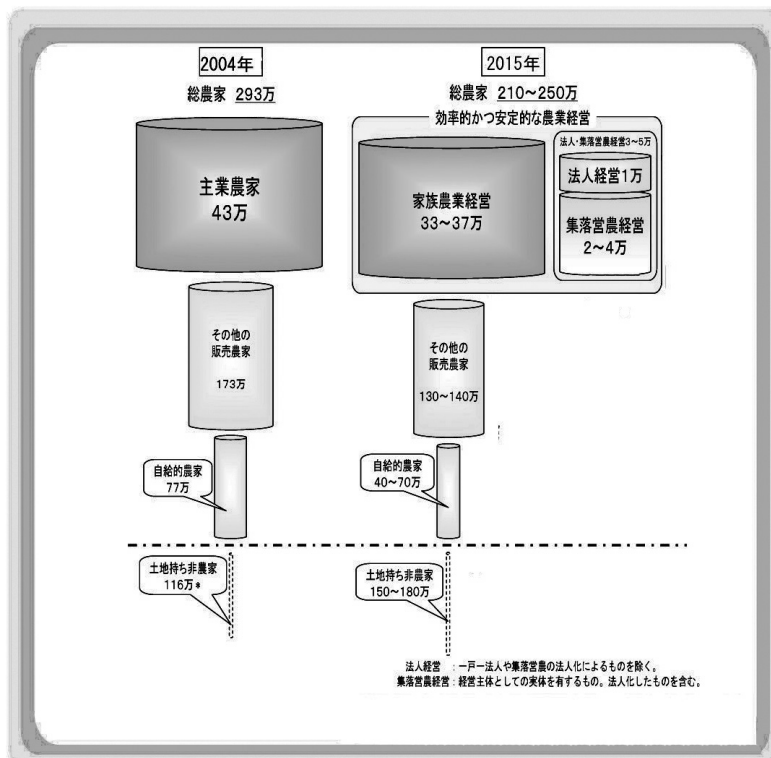 2004年
総農家 293万
主業農家
43万
その他の
販売農家
173万
自給的農家
77万
土地持ち非農家
116万*
2015年
総農家 210～250万
効率的かつ安定的な農業経営
家族農業経営
33～37万
法人・集落営農経営3～5万
法人経営1万
集落営農経営
2～4万
その他の
販売農家
130～140万
自給的農家
40～70万
土地持ち非農家
150～180万
法人経営　：一戸一法人や集落営農の法人化によるものを除く。
集落営農経営：経営主体としての実体を有するもの。法人化したものを含む。